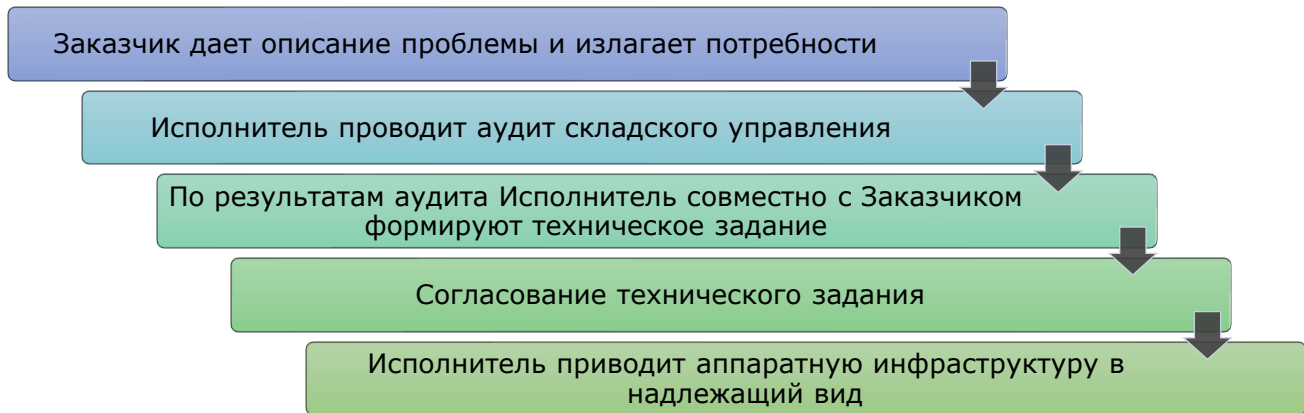 Заказчик дает описание проблемы и излагает потребности
Исполнитель проводит аудит складского управления
По результатам аудита Исполнитель совместно с Заказчиком
формируют техническое задание
Согласование технического задания
Исполнитель приводит аппаратную инфраструктуру в
надлежащий вид